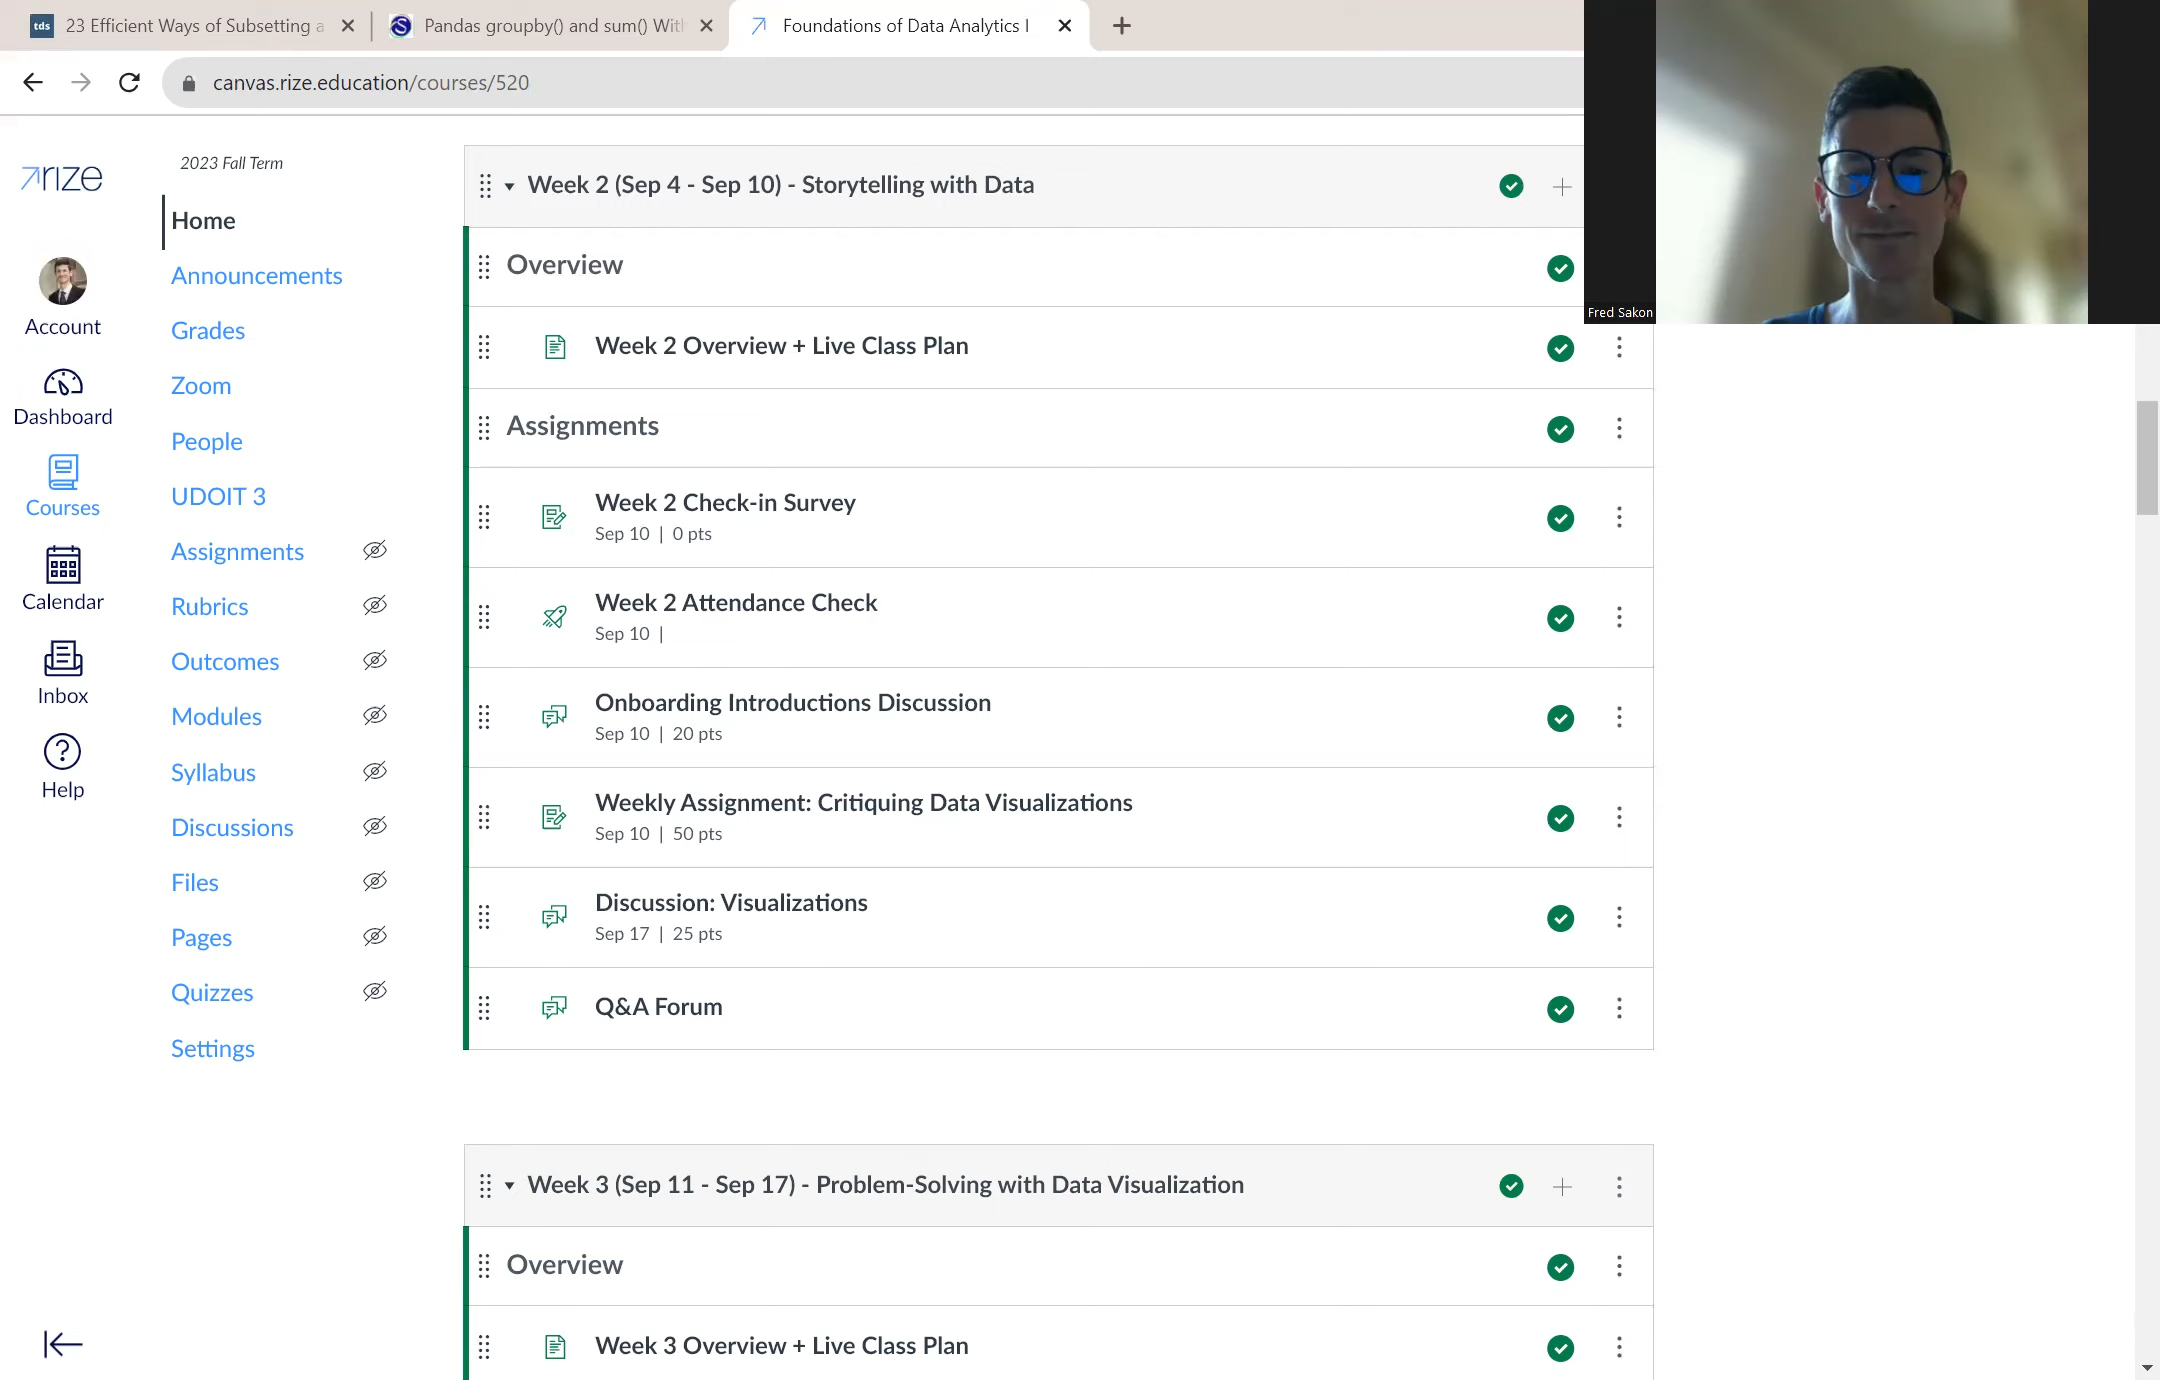 tds 23 Efficient Ways of Subsetting a
S Pandas groupby() and sum() Wit
Foundations of Data Analytics I
canvas.rize.education/courses/520
rize
Account
Dashboard
Courses
Calendar
Inbox
Help
2023 Fall Term
Home
Announcements
Grades
Zoom
People
UDOIT 3
Assignments
Rubrics
Outcomes
Modules
Syllabus
Discussions
Files
Pages
Quizzes
Settings
Week 2 (Sep 4 - Sep 10) - Storytelling with Data
Overview
Week 2 Overview + Live Class Plan
Assignments
Week 2 Check-in Survey
Sep 10 | 0 pts
Week 2 Attendance Check
Sep 10 |
Onboarding Introductions Discussion
Sep 10 | 20 pts
Weekly Assignment: Critiquing Data Visualizations
Sep 10 | 50 pts
Discussion: Visualizations
Sep 17 | 25 pts
Q&A Forum
Week 3 (Sep 11 - Sep 17) - Problem-Solving with Data Visualization
Overview
Week 3 Overview + Live Class Plan
Fred Sakon